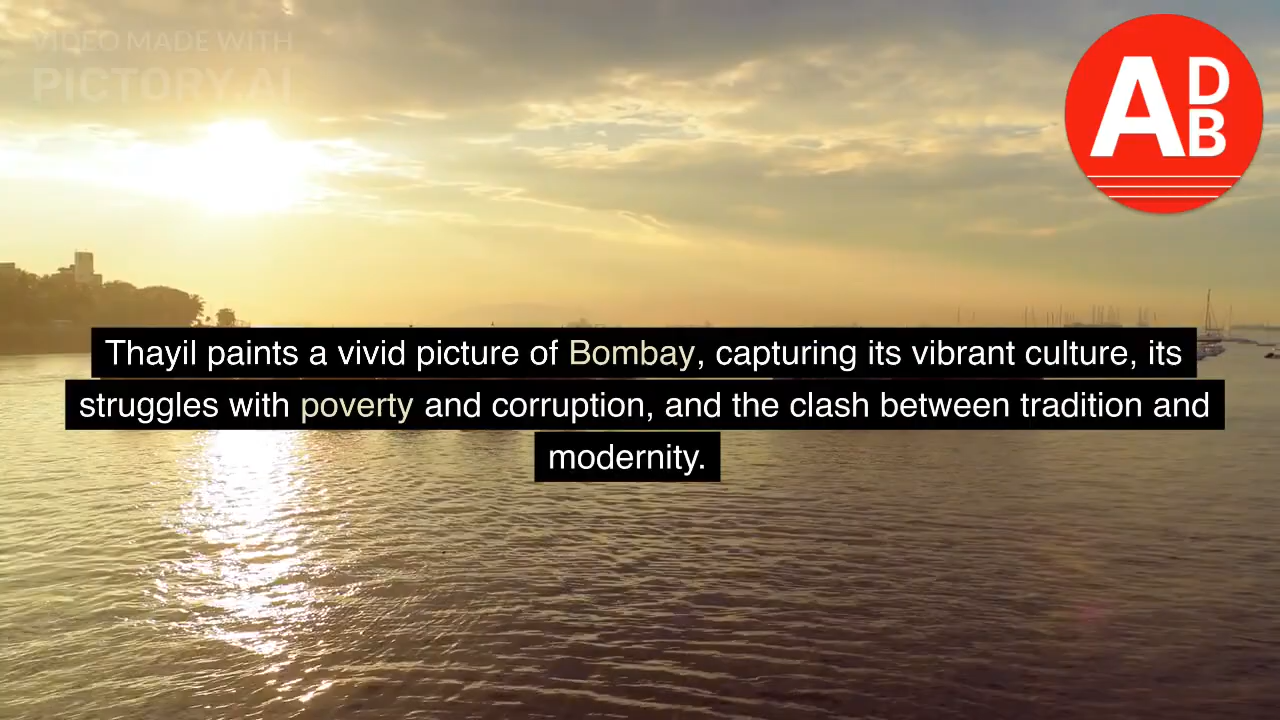 VIDEO MADE WITH
PICTORY.AI
ADB
Thayil paints a vivid picture of Bombay, capturing its vibrant culture, its
struggles with poverty and corruption, and the clash between tradition and
modernity.